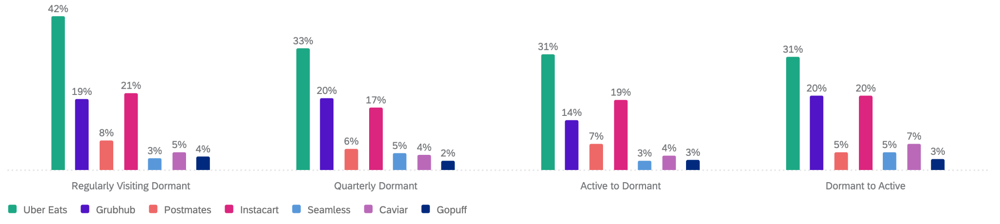 42%
19%
8%
21%
3%
5%
4%
33%
20%
6%
17%
5%
4%
2%
31%
14%
7%
19%
3%
4%
3%
31%
20%
5%
20%
5%
7%
3%
Regularly Visiting Dormant
Quarterly Dormant
Active to Dormant
Dormant to Active
Uber Eats
Grubhub
Postmates
Instacart
Seamless
Caviar
Gopuff